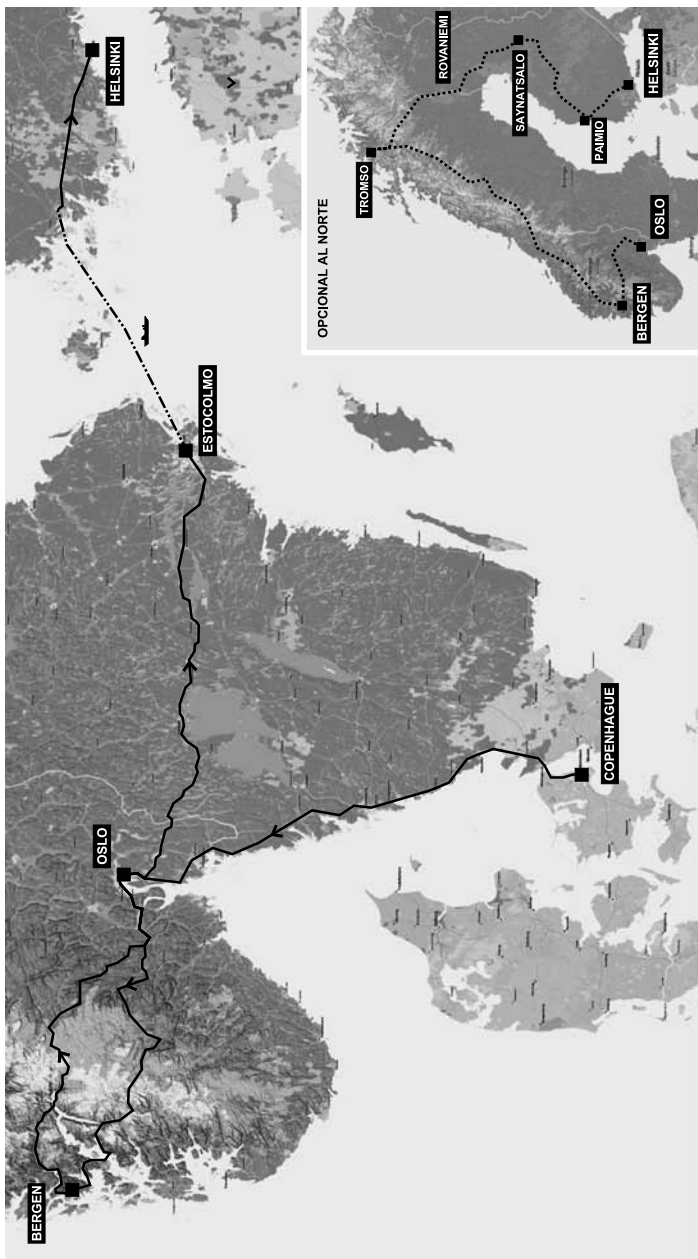 HELSINKI
ESTOCOLMO
OSLO
BERGEN
COPENHAGUE
OPCIONAL AL NORTE
TROMSO
ROVANIEMI
SAYNATSALO
PAIMIO
HELSINKI
OSLO
BERGEN